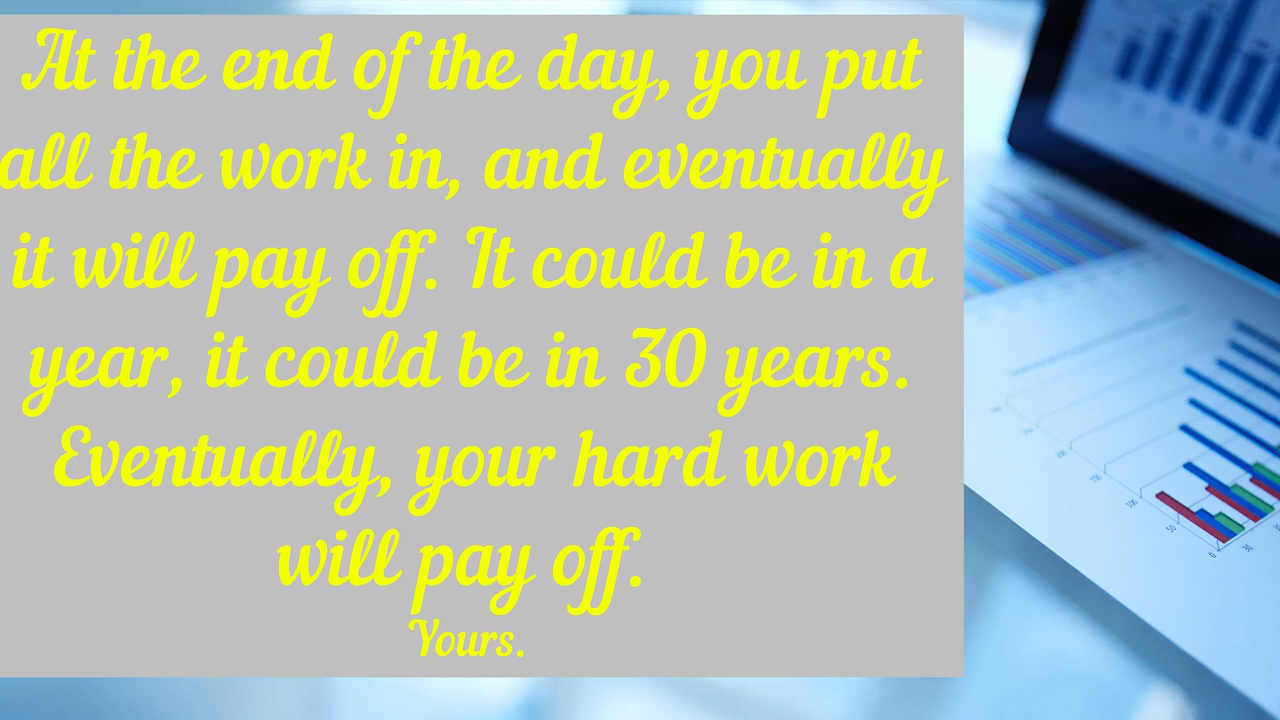 At the end of the day, you put
all the work in, and eventually
it will pay off. It could be in a
year, it could be in 30 years.
Eventually, your hard work
will pay off.
Yours.